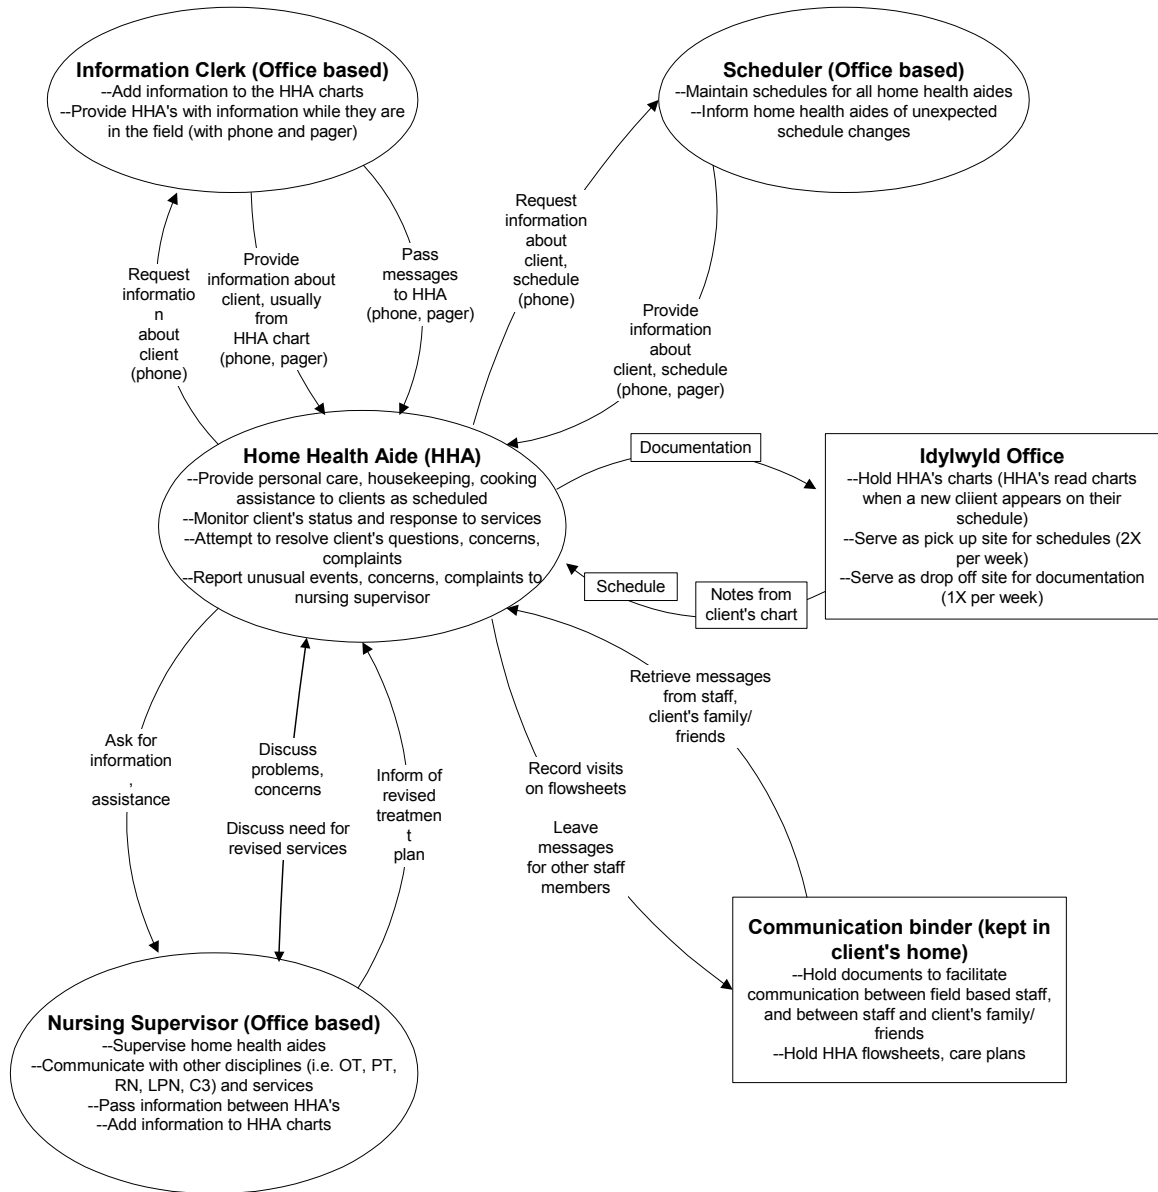 Information Clerk (Office based)
--Add information to the HHA charts
--Provide HHA's with information while they are
in the field (with phone and pager)
Scheduler (Office based)
--Maintain schedules for all home health aides
--Inform home health aides of unexpected
schedule changes
Request
informatio
n
about
client
(phone)
Provide
information about
client, usually
from
HHA chart
(phone, pager)
Pass
messages
to HHA
(phone, pager)
Request
information
about
client,
schedule
(phone)
Provide
information
about
client, schedule
(phone, pager)
Home Health Aide (HHA)
--Provide personal care, housekeeping, cooking
assistance to clients as scheduled
--Monitor client's status and response to services
--Attempt to resolve client's questions, concerns,
complaints
--Report unusual events, concerns, complaints to
nursing supervisor
Documentation
Idylwyld Office
--Hold HHA's charts (HHA's read charts
when a new cliient appears on their
schedule)
--Serve as pick up site for schedules (2X
per week)
--Serve as drop off site for documentation
(1X per week)
Schedule
Notes from
client's chart
Ask for
information
,
assistance
Discuss
problems,
concerns
Discuss need for
revised services
Inform of
revised
treatmen
t
plan
Record visits
on flowsheets
Leave
messages
for other staff
members
Retrieve messages
from staff,
client's family/
friends
Nursing Supervisor (Office based)
--Supervise home health aides
--Communicate with other disciplines (i.e. OT, PT,
RN, LPN, C3) and services
--Pass information between HHA's
--Add information to HHA charts
Communication binder (kept in
client's home)
--Hold documents to facilitate
communication between field based staff,
and between staff and client's family/
friends
--Hold HHA flowsheets, care plans